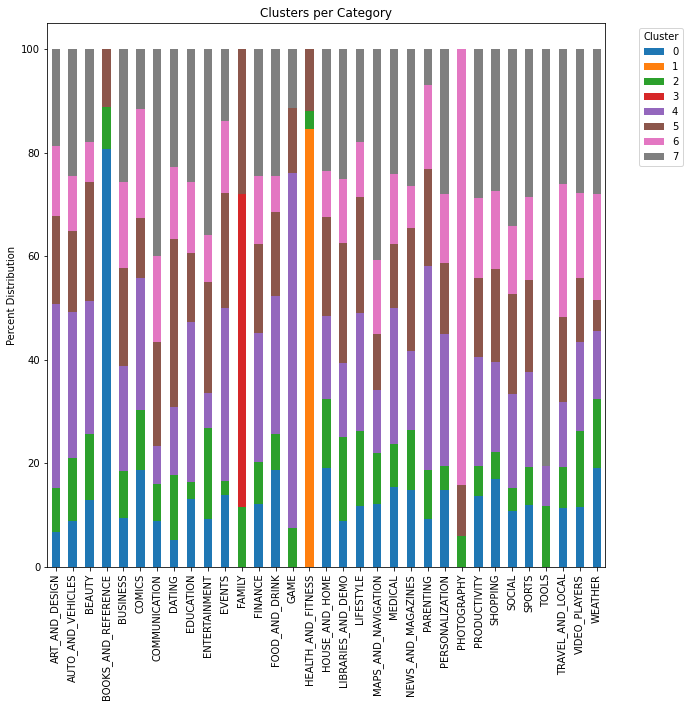 Clusters per Category
Percent Distribution
100
80
60
40
20
0
Cluster
0
1
2
3
4
5
6
7
ART_AND_DESIGN
AUTO_AND_VEHICLES
BEAUTY
BOOKS_AND_REFERENCE
BUSINESS
COMICS
COMMUNICATION
DATING
EDUCATION
ENTERTAINMENT
EVENTS
FAMILY
FINANCE
FOOD_AND_DRINK
GAME
HEALTH_AND_FITNESS
HOUSE_AND_HOME
LIBRARIES_AND_DEMO
LIFESTYLE
MAPS_AND_NAVIGATION
MEDICAL
NEWS_AND_MAGAZINES
PARENTING
PERSONALIZATION
PHOTOGRAPHY
PRODUCTIVITY
SHOPPING
SOCIAL
SPORTS
TOOLS
TRAVEL_AND_LOCAL
VIDEO_PLAYERS
WEATHER